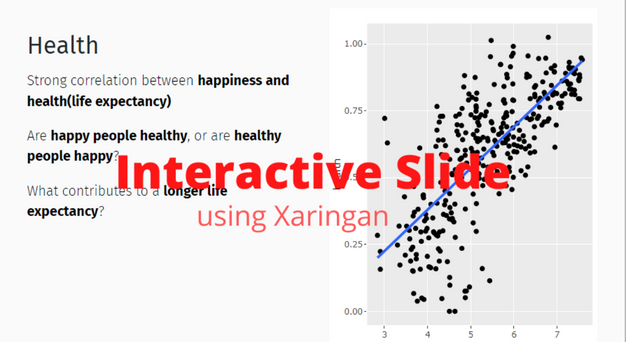 Health
Strong correlation between happiness and
health(life expectancy)
Are happy people healthy, or are healthy
people happy?
What contributes to a longer life
expectancy?
Interactive Slide
using Xaringan
1.00
0.75
0.25
0.00
3 4 5 6 7